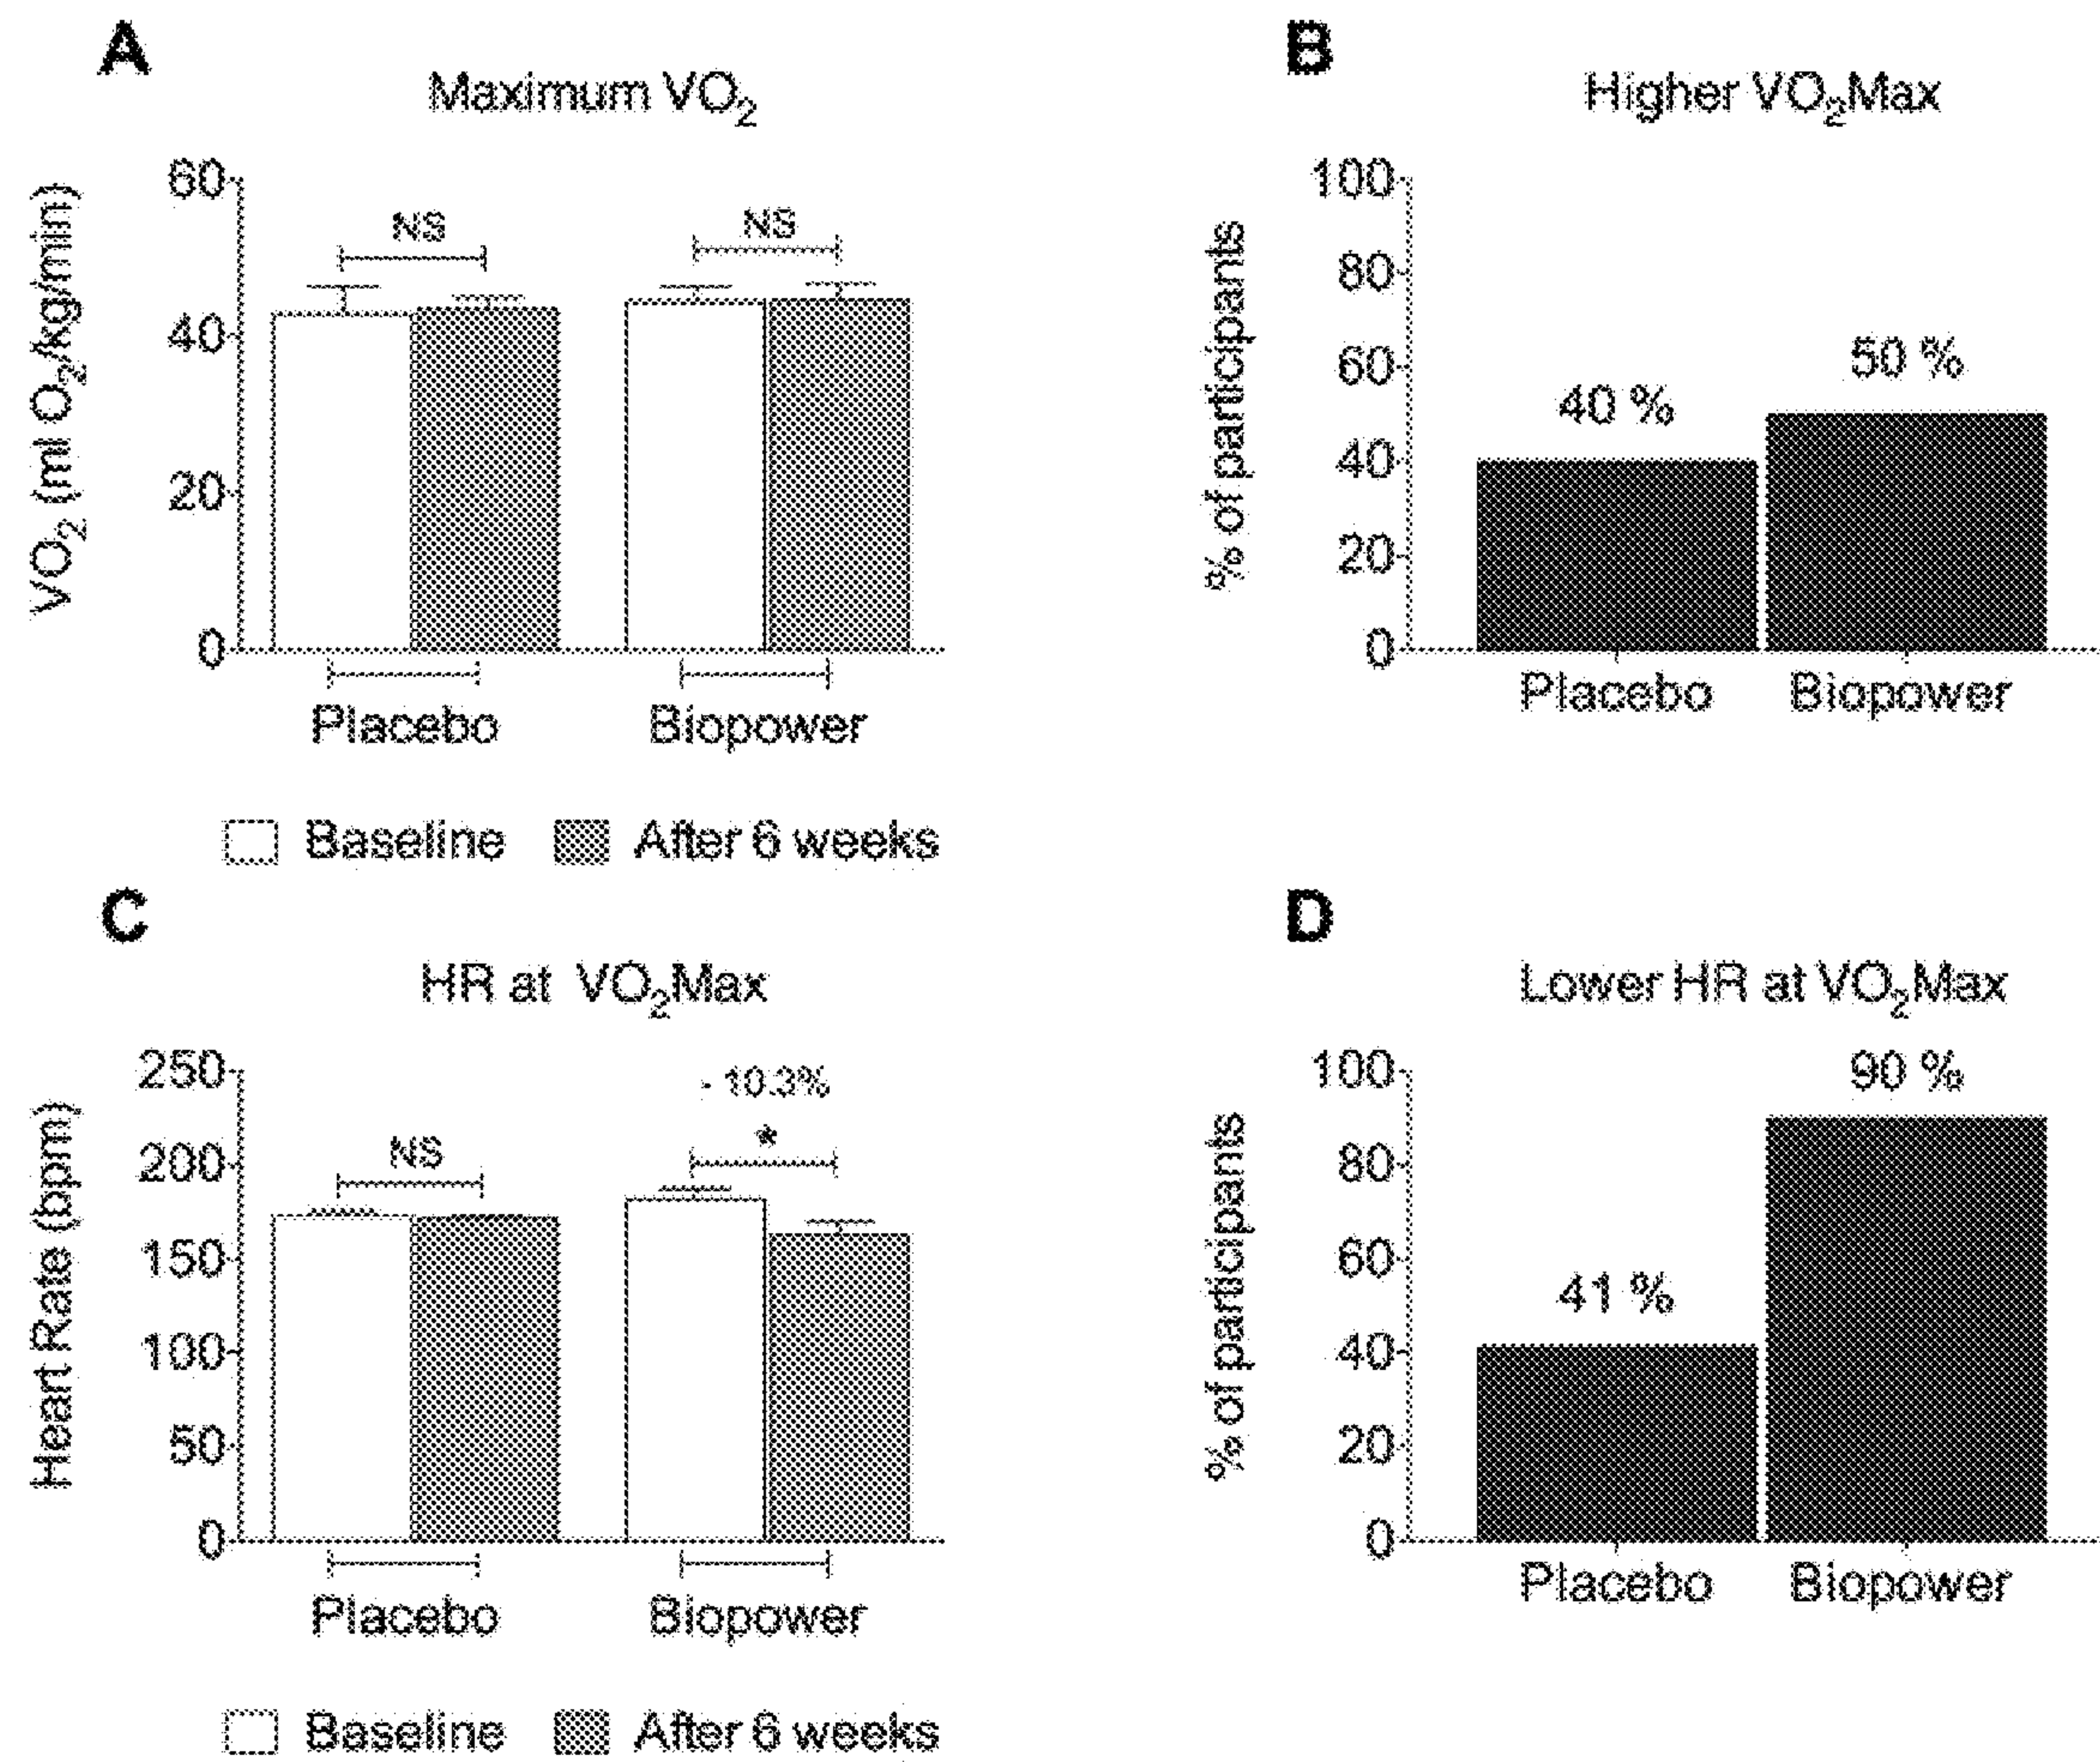 A
Maximum VO₂
VO₂ (ml O₂/kg/min)
60
40
20
0
NS
NS
Placebo
Biopower
Baseline
After 6 weeks
B
Higher VO₂Max
% of participants
100
80
60
40
20
0
40 %
50 %
Placebo
Biopower
C
HR at VO₂Max
Heart Rate (bpm)
250
200
150
100
50
0
NS
- 10.3%
*
Placebo
Biopower
Baseline
After 6 weeks
D
Lower HR at VO₂Max
% of participants
100
80
60
40
20
0
41 %
90 %
Placebo
Biopower